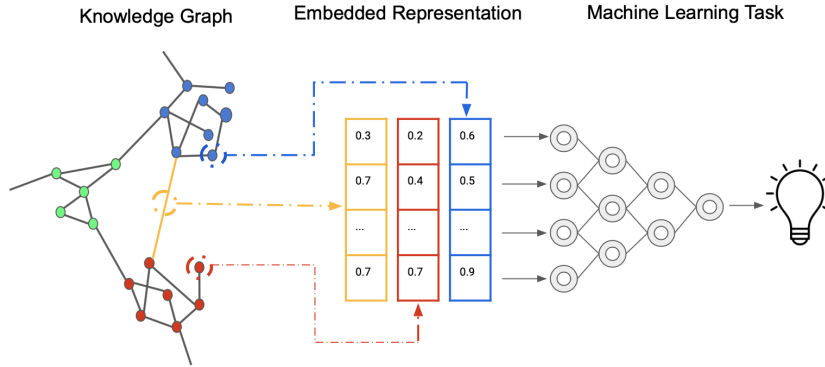 Knowledge Graph Embedded Representation Machine Learning Task
0.3 0.2 0.6
0.7 0.4 0.5
... ... ...
0.7 0.7 0.9